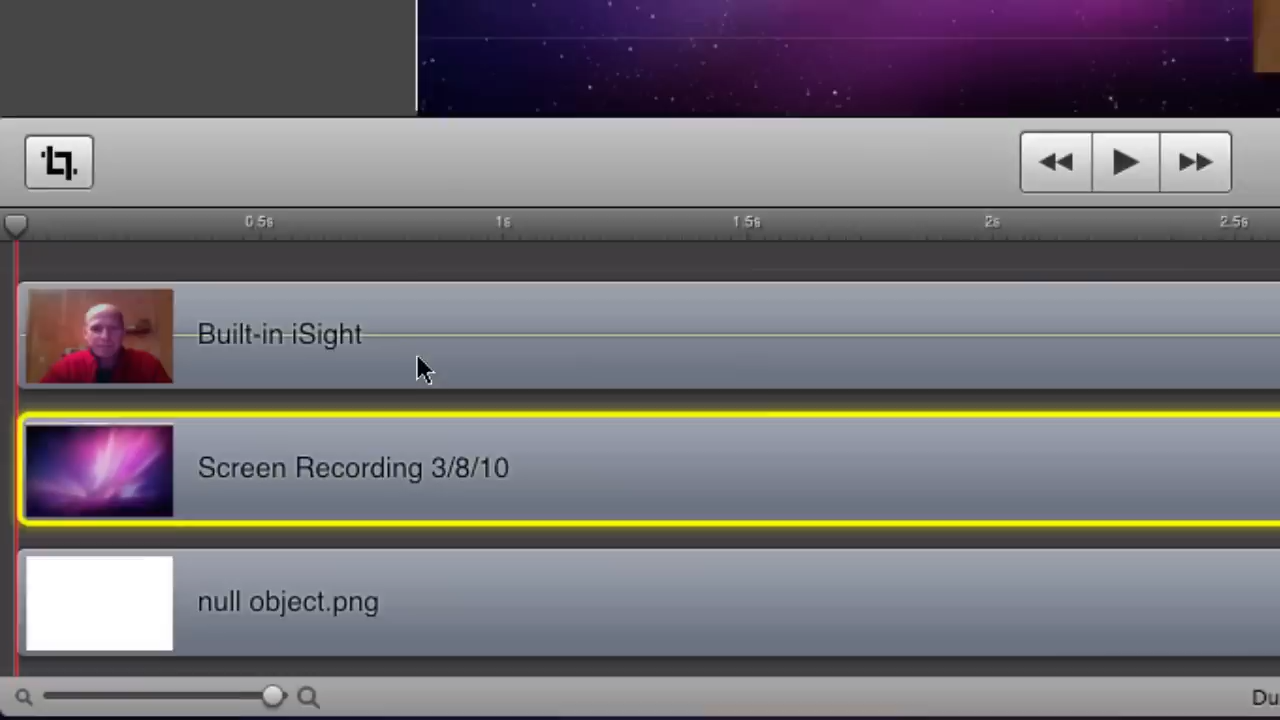 0.5s 1s 1.5s 2s 2.5s
Built-in iSight
Screen Recording 3/8/10
null object.png
Du